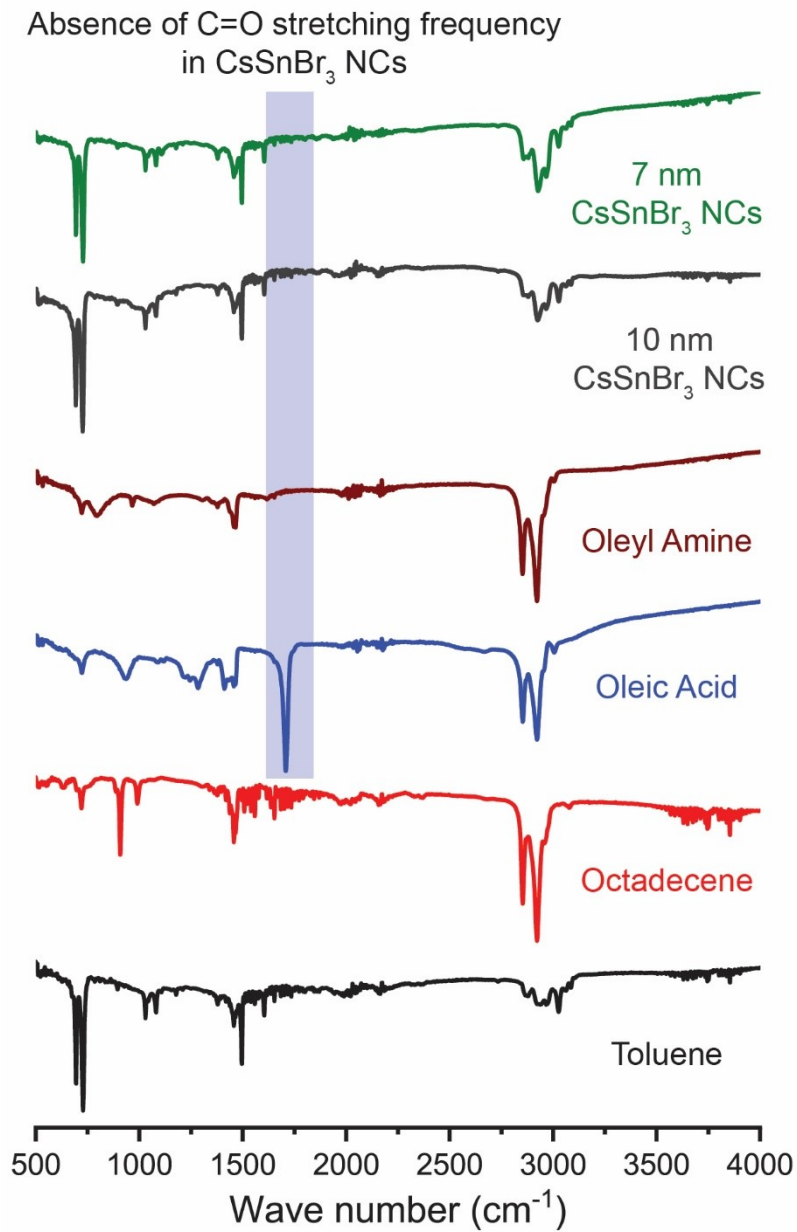 Absence of C=O stretching frequency
in CsSnBr₃ NCs
7 nm
CsSnBr₃ NCs
10 nm
CsSnBr₃ NCs
Oleyl Amine
Oleic Acid
Octadecene
Toluene
500 1000 1500 2000 2500 3000 3500 4000
Wave number (cm⁻¹)